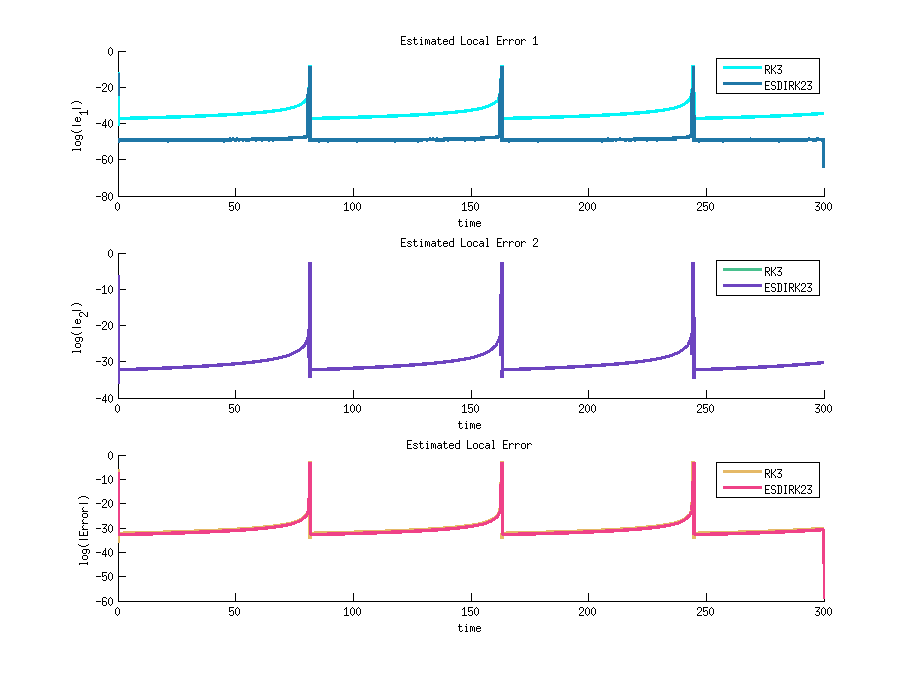 Estimated Local Error 1
log(|e1|)
0
-20
-40
-60
-80
RK3
ESDIRK23
0 50 100 150 200 250 300
time
Estimated Local Error 2
log(|e2|)
0
-10
-20
-30
-40
RK3
ESDIRK23
0 50 100 150 200 250 300
time
Estimated Local Error
log(|Error|)
0
-10
-20
-30
-40
-50
-60
RK3
ESDIRK23
0 50 100 150 200 250 300
time